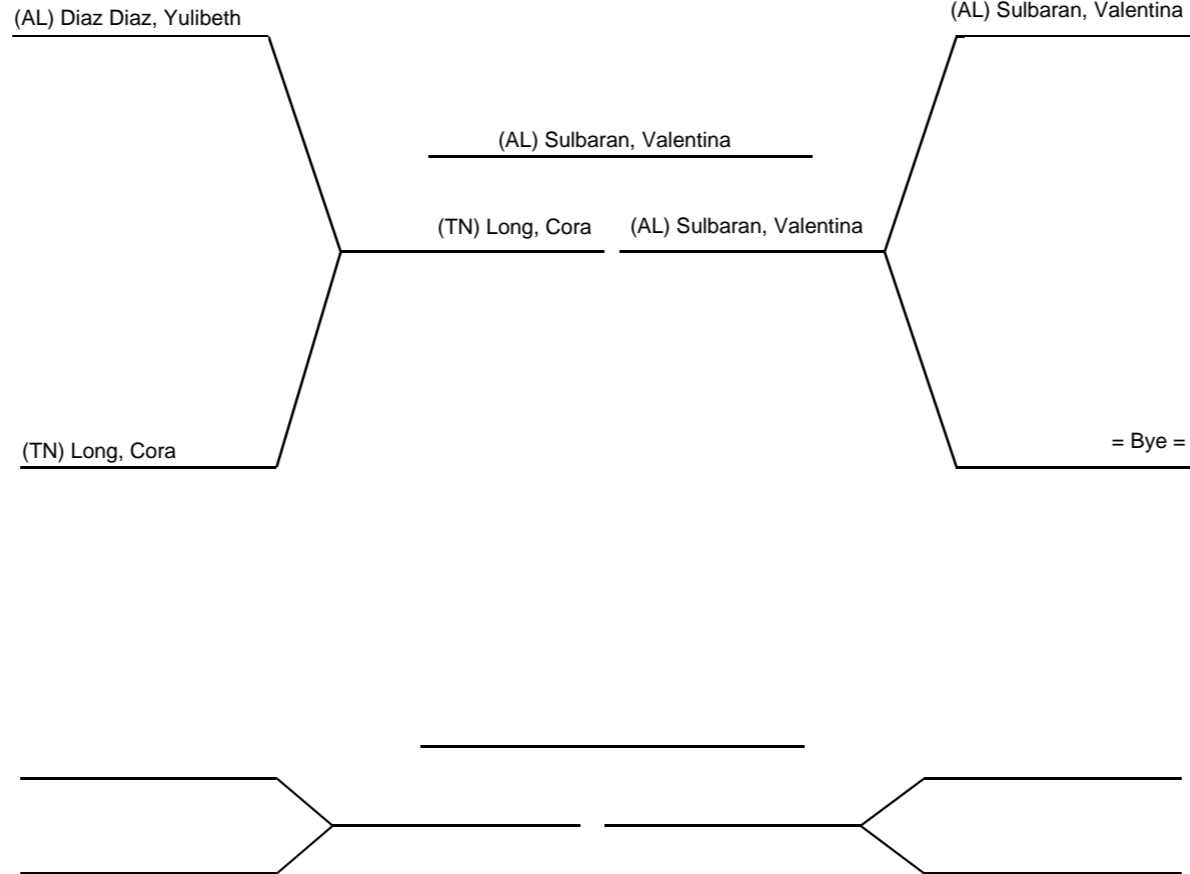 (AL) Diaz Diaz, Yulibeth
(AL) Sulbaran, Valentina
(AL) Sulbaran, Valentina
(TN) Long, Cora
(AL) Sulbaran, Valentina
(TN) Long, Cora
= Bye =